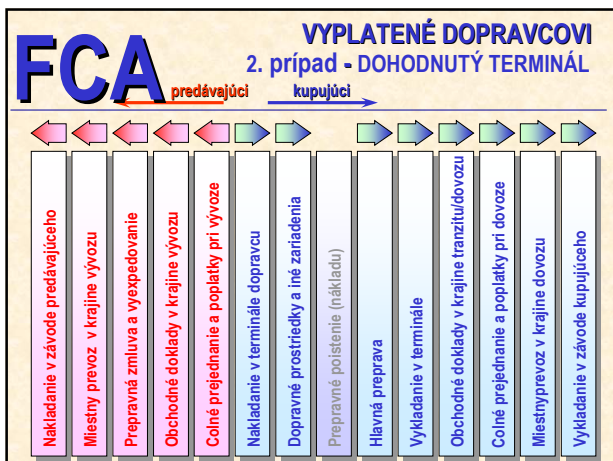 FCA
VYPLATENÉ DOPRAVCOVI
2. prípad - DOHODNUTÝ TERMINÁL
predávajúci
kupujúci
Nakladanie v závode predávajúceho
Miestny prevoz v krajine vývozu
Prepravná zmluva a vyexpedovanie
Obchodné doklady v krajine vývozu
Colné prejednanie a poplatky pri vývoze
Nakladanie v terminále dopravcu
Dopravné prostriedky a iné zariadenia
Prepravné poistenie (nákladu)
Hlavná preprava
Vykladanie v terminále
Obchodné doklady v krajine tranzitu/dovozu
Colné prejednanie a poplatky pri dovoze
Miestnyprevoz v krajine dovozu
Vykladanie v závode kupujúceho